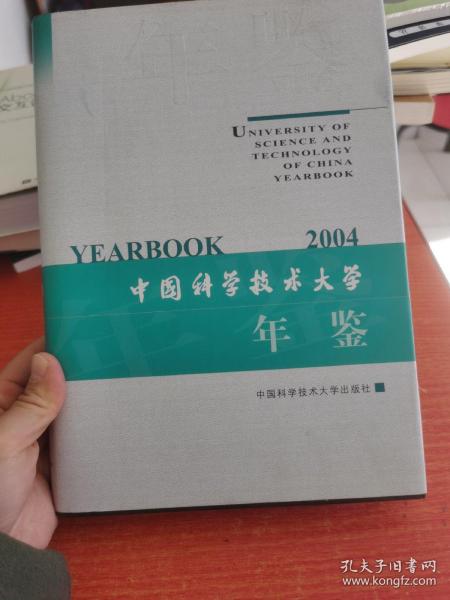 年鉴
UNIVERSITY OF
SCIENCE AND
TECHNOLOGY
OF CHINA
YEARBOOK
YEARBOOK 2004
中国科学技术大学
年鉴
中国科学技术大学出版社
孔夫子旧书网
www.kongfz.com